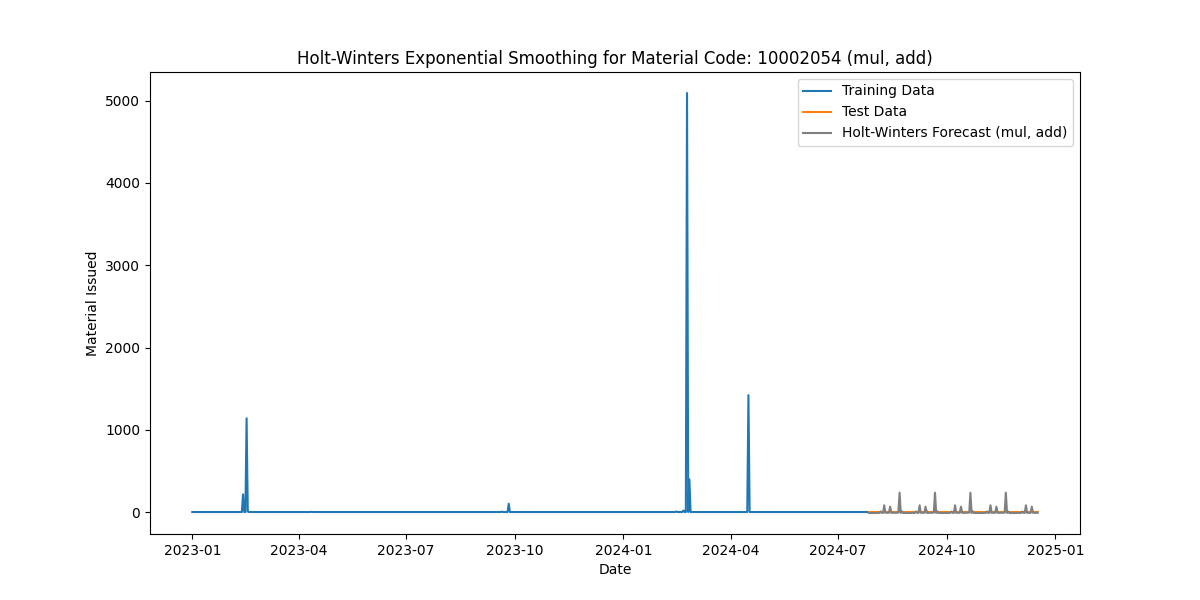 Holt-Winters Exponential Smoothing for Material Code: 10002054 (mul, add)
Training Data
Test Data
Holt-Winters Forecast (mul, add)
Material Issued
5000
4000
3000
2000
1000
0
2023-01
2023-04
2023-07
2023-10
2024-01
2024-04
2024-07
2024-10
2025-01
Date